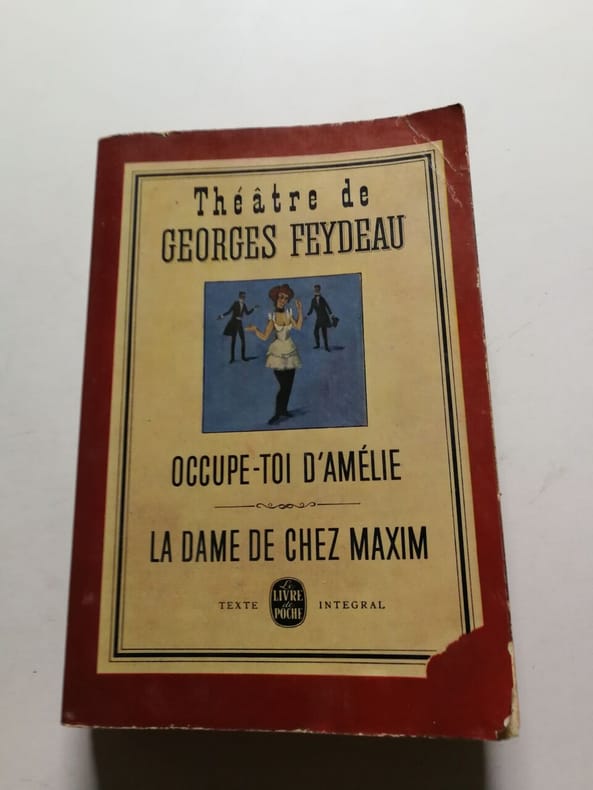 Théâtre de
GEORGES FEYDEAU
OCCUPE-TOI D'AMÉLIE
LA DAME DE CHEZ MAXIM
TEXTE Le LIVRE de POCHE INTEGRAL